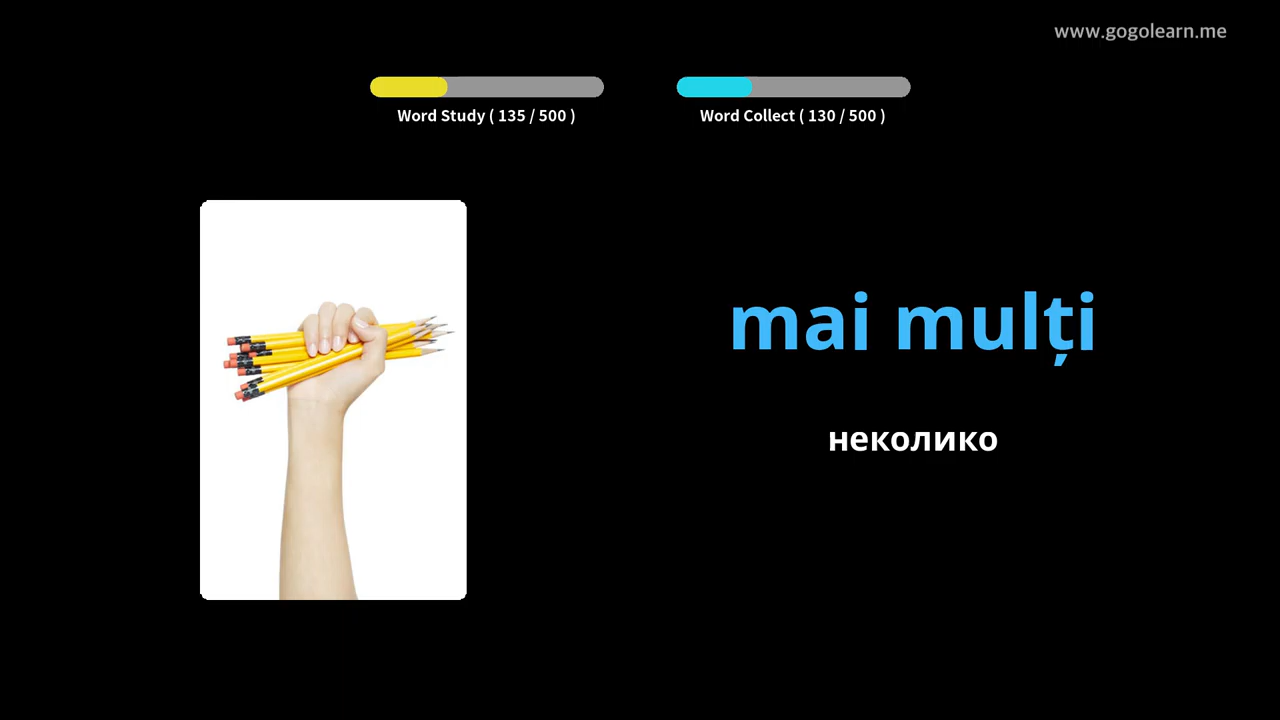 www.gogolearn.me
Word Study ( 135 / 500 )
Word Collect ( 130 / 500 )
mai mulți
неколико